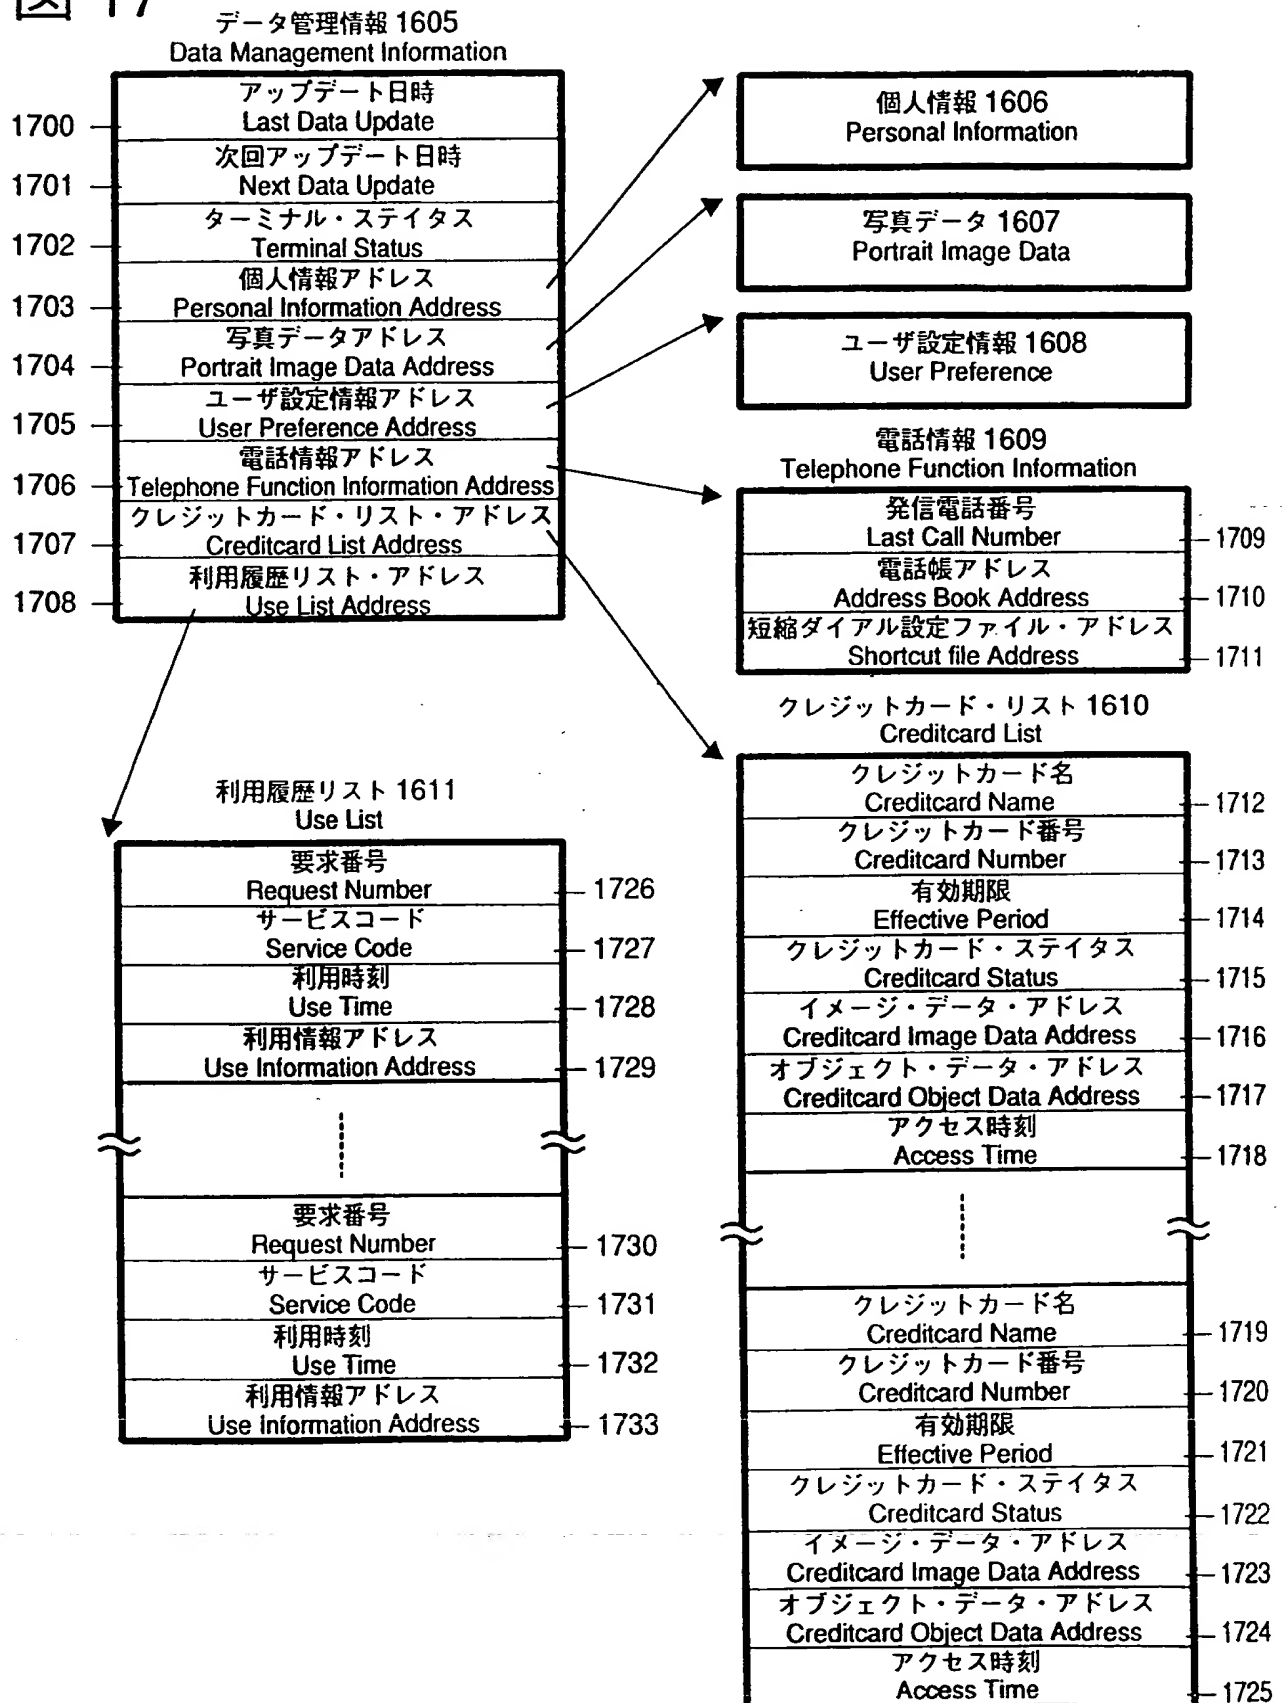 図 17
データ管理情報 1605
Data Management Information
アップデート日時
1700 Last Data Update
次回アップデート日時
1701 Next Data Update
ターミナル・ステイタス
1702 Terminal Status
個人情報アドレス
1703 Personal Information Address
写真データアドレス
1704 Portrait Image Data Address
ユーザ設定情報アドレス
1705 User Preference Address
電話情報アドレス
1706 Telephone Function Information Address
クレジットカード・リスト・アドレス
1707 Creditcard List Address
利用履歴リスト・アドレス
1708 Use List Address
個人情報 1606
Personal Information
写真データ 1607
Portrait Image Data
ユーザ設定情報 1608
User Preference
電話情報 1609
Telephone Function Information
発信電話番号
Last Call Number 1709
電話帳アドレス
Address Book Address 1710
短縮ダイアル設定ファイル・アドレス
Shortcut file Address 1711
クレジットカード・リスト 1610
Creditcard List
クレジットカード名
Creditcard Name 1712
クレジットカード番号
Creditcard Number 1713
有効期限
Effective Period 1714
クレジットカード・ステイタス
Creditcard Status 1715
イメージ・データ・アドレス
Creditcard Image Data Address 1716
オブジェクト・データ・アドレス
Creditcard Object Data Address 1717
アクセス時刻
Access Time 1718
クレジットカード名
Creditcard Name 1719
クレジットカード番号
Creditcard Number 1720
有効期限
Effective Period 1721
クレジットカード・ステイタス
Creditcard Status 1722
イメージ・データ・アドレス
Creditcard Image Data Address 1723
オブジェクト・データ・アドレス
Creditcard Object Data Address 1724
アクセス時刻
Access Time 1725
利用履歴リスト 1611
Use List
要求番号
Request Number 1726
サービスコード
Service Code 1727
利用時刻
Use Time 1728
利用情報アドレス
Use Information Address 1729
要求番号
Request Number 1730
サービスコード
Service Code 1731
利用時刻
Use Time 1732
利用情報アドレス
Use Information Address 1733